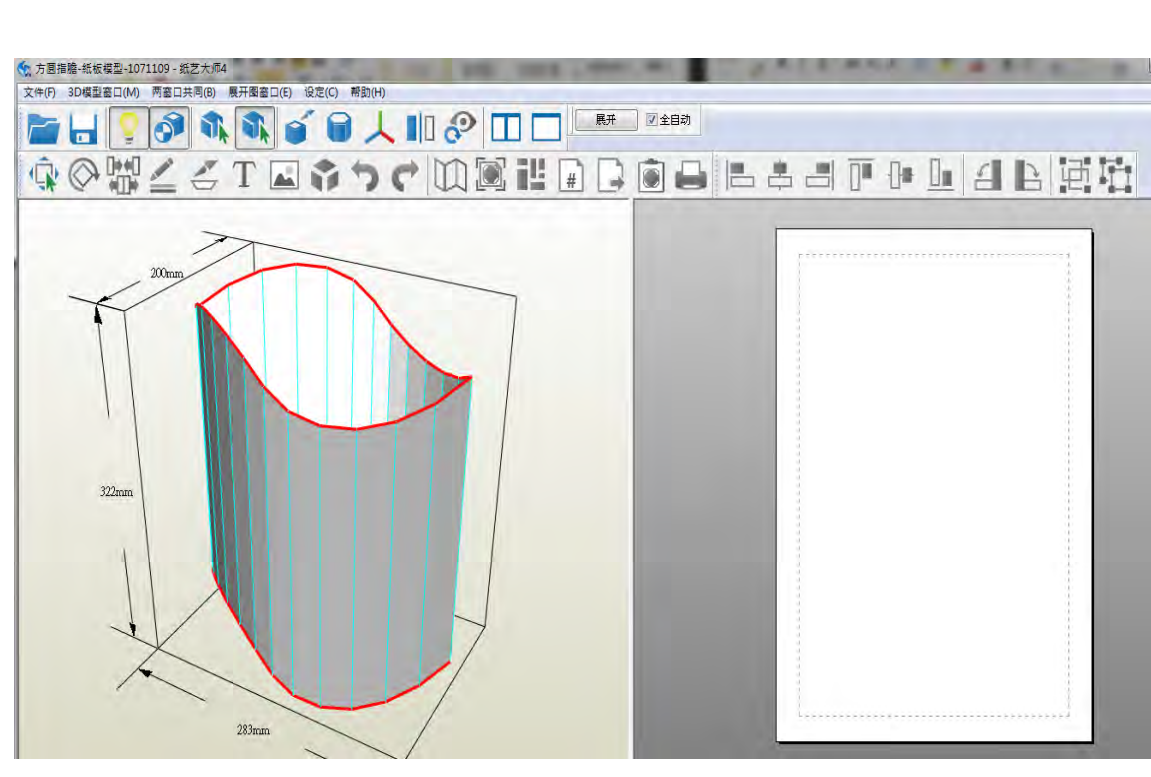 方圆指瞻-紙板模型-1071109 - 纸艺大师4
文件(F) 3D模型窗口(M) 两窗口共同(B) 展开图窗口(E) 设定(C) 帮助(H)
展开 全自动
T #
200mm
322mm
283mm